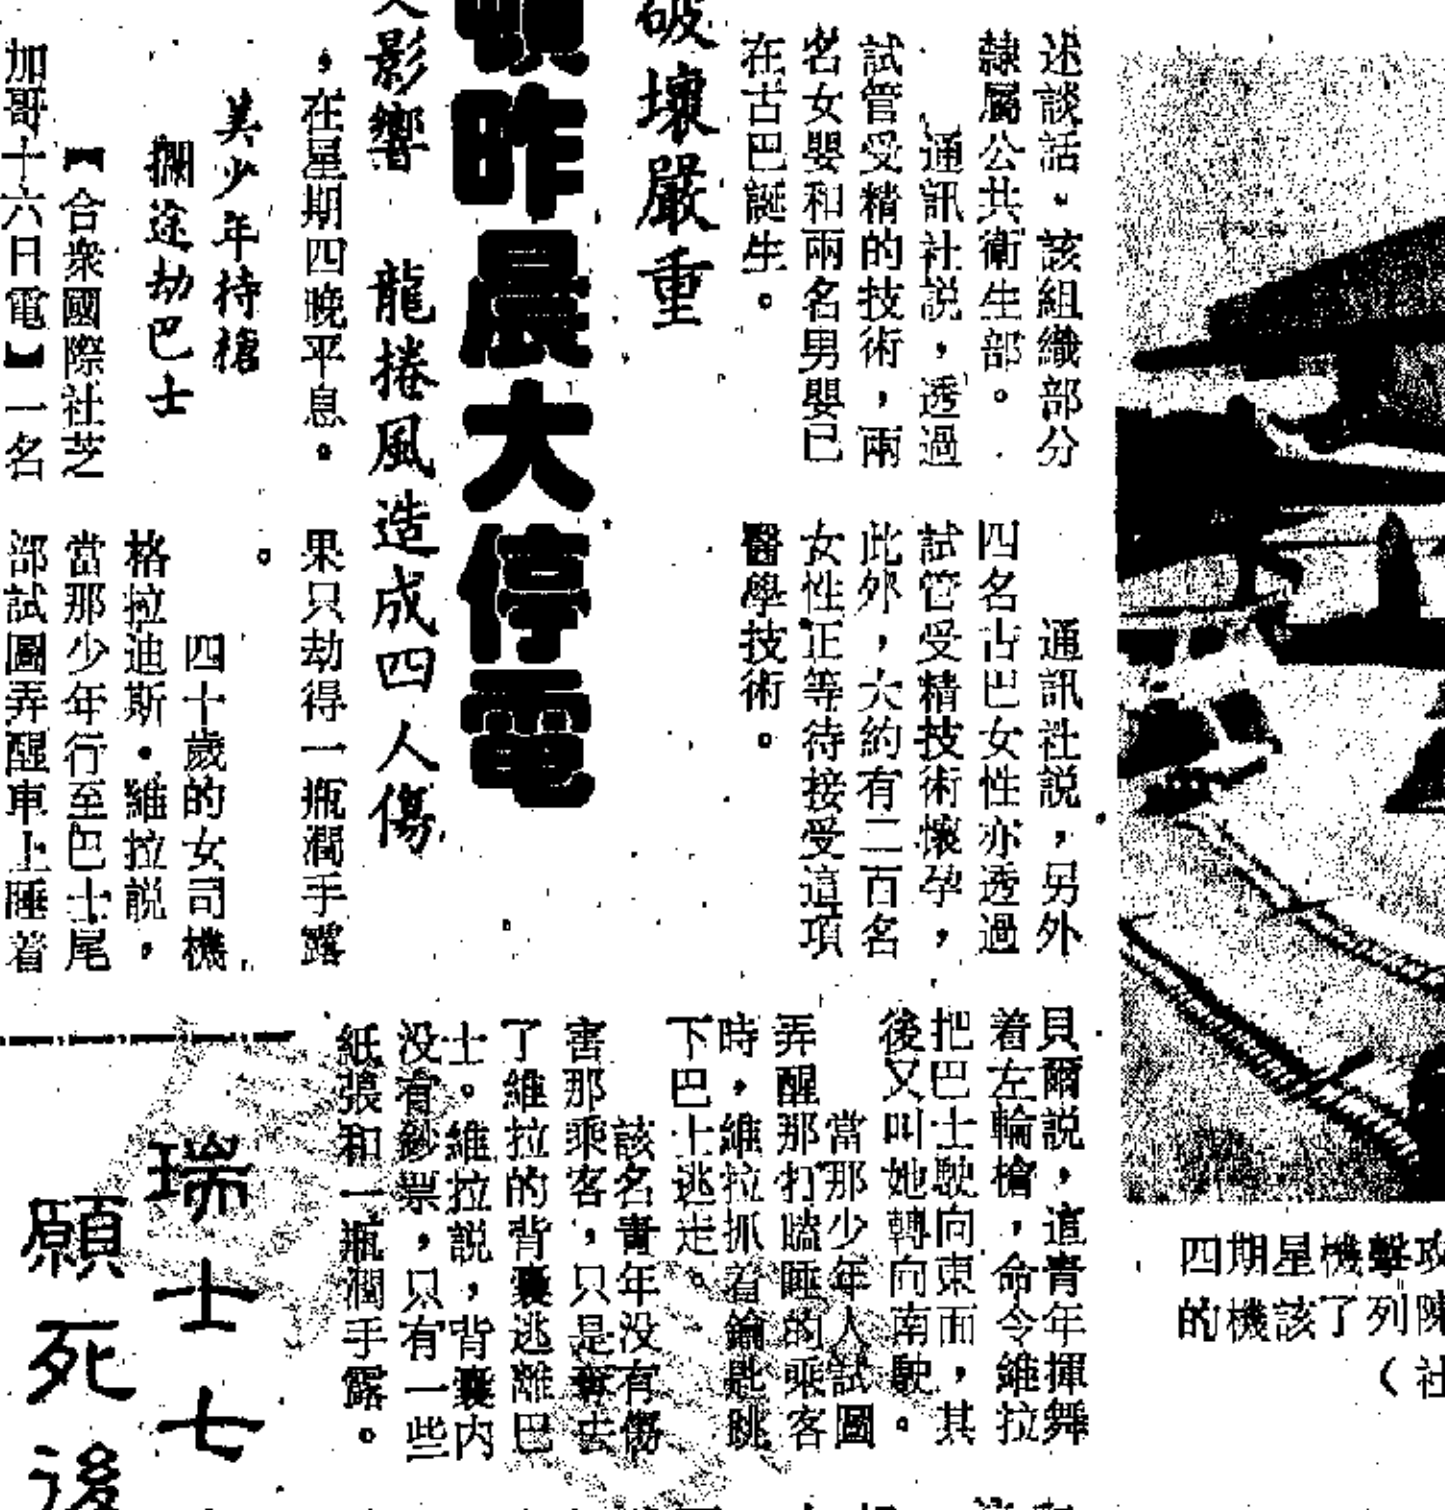 述談話。該組織部分
隸屬公共衛生部。
通訊社説，透過
試管受精的技術，兩
名女嬰和兩名男嬰已
在古巴誕生。
通訊社説，另外
四名古巴女性亦透過
試管受精技術懷孕，
此外，大約有二百名
女性正等待接受這項
醫學技術。
破壞嚴重
頓昨晨大停電
影響 龍捲風造成四人傷
，在星期四晚平息。
美少年持槍
攔途劫巴士
【合衆國際社芝
加哥十六日電】一名
果只劫得一瓶潤手露
。
四十歲的女司機
格拉迪斯・維拉説，
當那少年行至巴士尾
部試圖弄醒車上睡着
貝爾説，這青年揮舞
着左輪槍，命令維拉
把巴士駛向東面，其
後又叫她轉向南駛。
當那少年人試圖
弄醒那打瞌睡的乘客
時，維拉抓着鑰匙跳
下巴士逃走。
該名青年没有傷
害那乘客，只是奪去
了維拉的背囊逃離巴
士。維拉説，背囊内
没有鈔票，只有一些
紙張和一瓶潤手露。
瑞士七
願死後
四期星機擊攻
的機該了列陳
（社